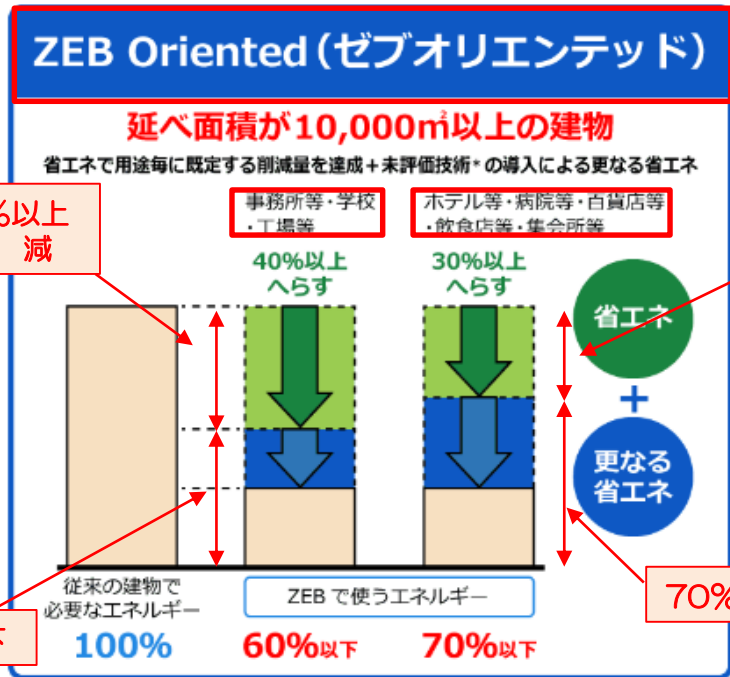 ZEB Oriented（ゼブオリエンテッド）
延べ面積が10,000㎡以上の建物
省エネで用途毎に既定する削減量を達成＋未評価技術*の導入による更なる省エネ
%以上
減
事務所等・学校
・工場等
ホテル等・病院等・百貨店等
・飲食店等・集会所等
40%以上
へらす
30%以上
へらす
省エネ
+
更なる
省エネ
従来の建物で
必要なエネルギー
ZEBで使うエネルギー
70%
100%
60%以下
70%以下